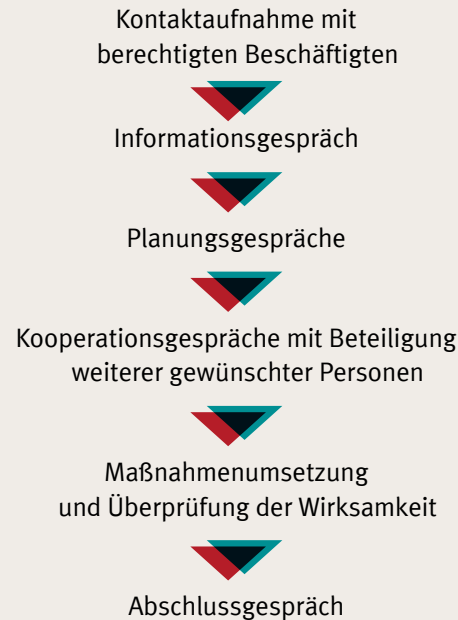 Kontaktaufnahme mit
berechtigten Beschäftigten
Informationsgespräch
Planungsgespräche
Kooperationsgespräche mit Beteiligung
weiterer gewünschter Personen
Maßnahmenumsetzung
und Überprüfung der Wirksamkeit
Abschlussgespräch